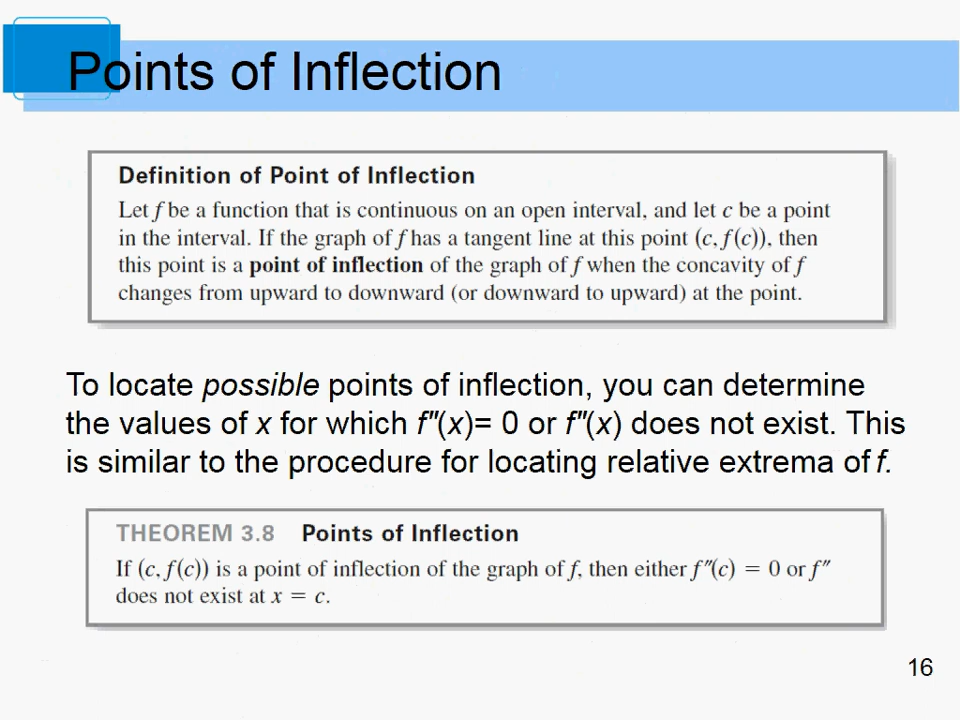 Points of Inflection
Definition of Point of Inflection
Let f be a function that is continuous on an open interval, and let c be a point
in the interval. If the graph of f has a tangent line at this point (c, f(c)), then
this point is a point of inflection of the graph of f when the concavity of f
changes from upward to downward (or downward to upward) at the point.
To locate possible points of inflection, you can determine
the values of x for which f"(x)= 0 or f"(x) does not exist. This
is similar to the procedure for locating relative extrema of f.
THEOREM 3.8 Points of Inflection
If (c, f(c)) is a point of inflection of the graph of f, then either f″(c) = 0 or f″
does not exist at x = c.
16